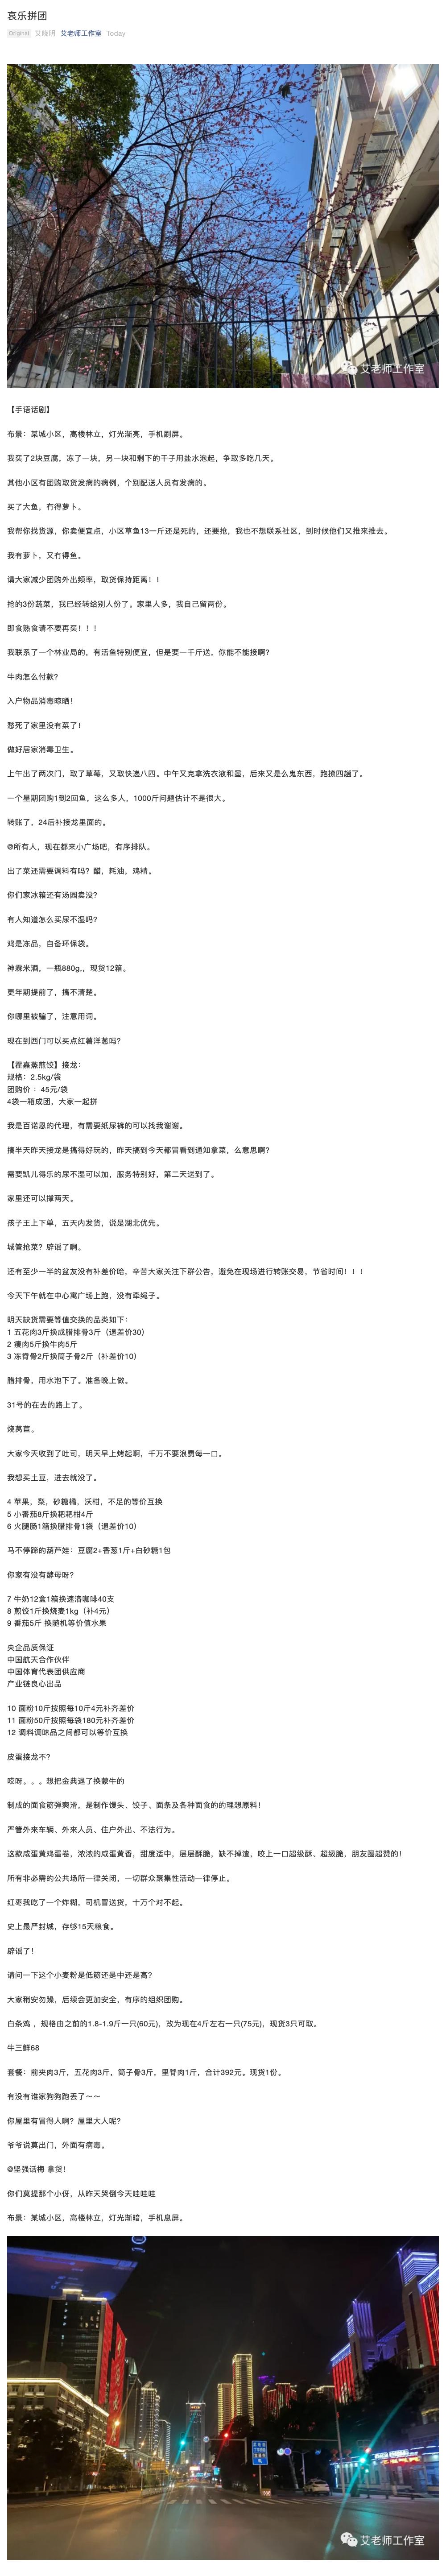 哀乐拼团
Original 艾晓明 艾老师工作室 Today
艾老师工作室
【手语话剧】
布景：某城小区，高楼林立，灯光渐亮，手机刷屏。
我买了2块豆腐，冻了一块，另一块和剩下的干子用盐水泡起，争取多吃几天。
其他小区有团购取货发病的病例，个别配送人员有发病的。
买了大鱼，冇得萝卜。
我帮你找货源，你卖便宜点，小区草鱼13一斤还是死的，还要抢，我也不想联系社区，到时候他们又推来推去。
我有萝卜，又冇得鱼。
请大家减少团购外出频率，取货保持距离！！
抢的3份蔬菜，我已经转给别人份了。家里人多，我自己留两份。
即食熟食请不要再买！！！
我联系了一个林业局的，有活鱼特别便宜，但是要一千斤送，你能不能接啊?
牛肉怎么付款?
入户物品消毒晾晒！
愁死了家里没有菜了！
做好居家消毒卫生。
上午出了两次门，取了草莓，又取快递八四。中午又克拿洗衣液和墨，后来又是么鬼东西，跑撩四趟了。
一个星期团购1到2回鱼，这么多人，1000斤问题估计不是很大。
转账了，24后补接龙里面的。
@所有人，现在都来小广场吧，有序排队。
出了菜还需要调料有吗？醋，耗油，鸡精。
你们家冰箱还有汤圆卖没?
有人知道怎么买尿不湿吗?
鸡是冻品，自备环保袋。
神霖米酒，一瓶880g,，现货12箱。
更年期提前了，搞不清楚。
你哪里被骗了，注意用词。
现在到西门可以买点红薯洋葱吗?
【霍嘉蒸煎饺】接龙：
规格：2.5kg/袋
团购价 ：45元/袋
4袋一箱成团，大家一起拼
我是百诺恩的代理，有需要纸尿裤的可以找我谢谢。
搞半天昨天接龙是搞得好玩的，昨天搞到今天都冒看到通知拿菜，么意思啊?
需要凯儿得乐的尿不湿可以加，服务特别好，第二天送到了。
家里还可以撑两天。
孩子王上下单，五天内发货，说是湖北优先。
城管抢菜？辟谣了啊。
还有至少一半的盆友没有补差价哈，辛苦大家关注下群公告，避免在现场进行转账交易，节省时间！！！
今天下午就在中心寓广场上跑，没有牵绳子。
明天缺货需要等值交换的品类如下：
1 五花肉3斤换成腊排骨3斤（退差价30）
2 瘦肉5斤换牛肉5斤
3 冻脊骨2斤换筒子骨2斤（补差价10）
腊排骨，用水泡下了。准备晚上做。
31号的在去的路上了。
烧莴苣。
大家今天收到了吐司，明天早上烤起啊，千万不要浪费每一口。
我想买土豆，进去就没了。
4 苹果，梨，砂糖橘，沃柑，不足的等价互换
5 小番茄8斤换耙耙柑4斤
6 火腿肠1箱换腊排骨1袋（退差价10）
马不停蹄的葫芦娃：豆腐2+香葱1斤+白砂糖1包
你家有没有酵母呀?
7 牛奶12盒1箱换速溶咖啡40支
8 煎饺1斤换烧麦1kg（补4元）
9 番茄5斤 换随机等价值水果
央企品质保证
中国航天合作伙伴
中国体育代表团供应商
产业链良心出品
10 面粉10斤按照每10斤4元补齐差价
11 面粉50斤按照每袋180元补齐差价
12 调料调味品之间都可以等价互换
皮蛋接龙不?
哎呀。。。想把金典退了换蒙牛的
制成的面食筋弹爽滑，是制作馒头、饺子、面条及各种面食的的理想原料！
严管外来车辆、外来人员、住户外出、不法行为。
这款咸蛋黄鸡蛋卷，浓浓的咸蛋黄香，甜度适中，层层酥脆，缺不掉渣，咬上一口超级酥、超级脆，朋友圈超赞的！
所有非必需的公共场所一律关闭，一切群众聚集性活动一律停止。
红枣我吃了一个炸糊，司机冒送货，十万个对不起。
史上最严封城，存够15天粮食。
辟谣了！
请问一下这个小麦粉是低筋还是中还是高?
大家稍安勿躁，后续会更加安全，有序的组织团购。
白条鸡 ，规格由之前的1.8-1.9斤一只(60元)，改为现在4斤左右一只(75元)，现货3只可取。
牛三鲜68
套餐：前夹肉3斤，五花肉3斤，筒子骨3斤，里脊肉1斤，合计392元。现货1份。
有没有谁家狗狗跑丢了～～
你屋里有冒得人啊？屋里大人呢?
爷爷说莫出门，外面有病毒。
@坚强话梅 拿货！
你们莫提那个小伢，从昨天哭倒今天哇哇哇
布景：某城小区，高楼林立，灯光渐暗，手机息屏。
艾老师工作室